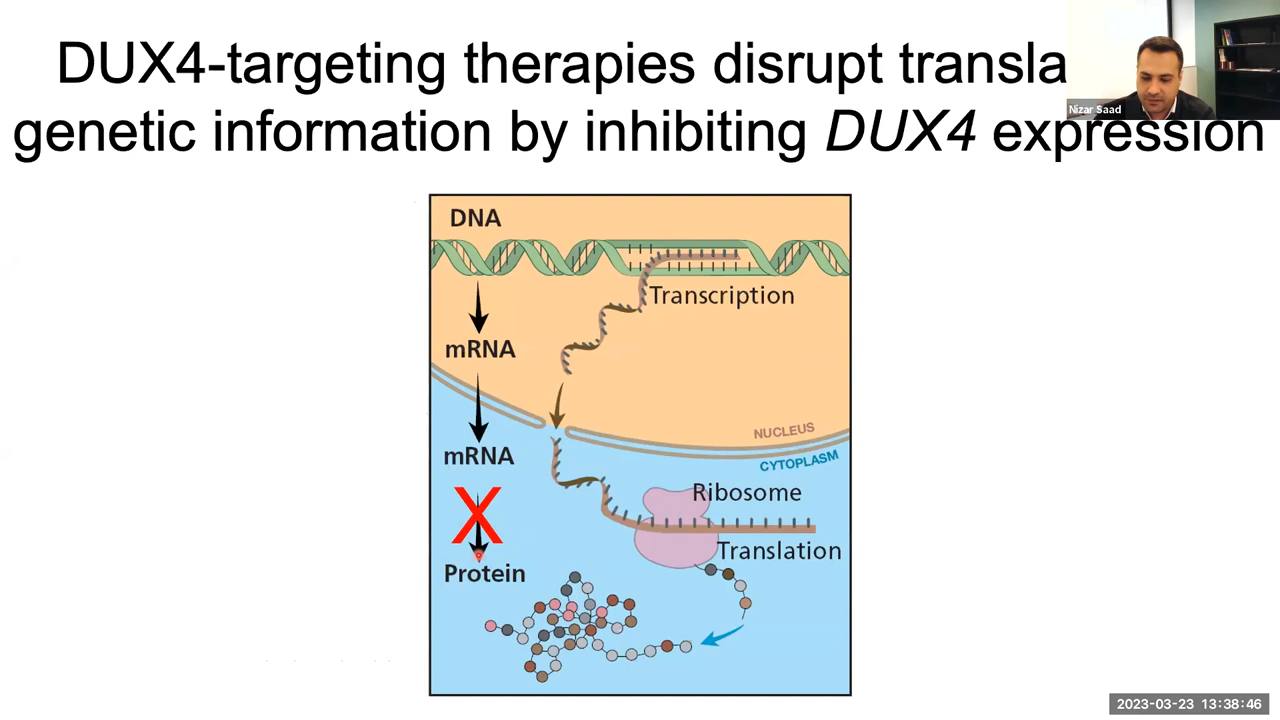 DUX4-targeting therapies disrupt transla
genetic information by inhibiting DUX4 expression
Nizar Saad
DNA
Transcription
mRNA
NUCLEUS
mRNA
CYTOPLASM
Ribosome
X
Translation
Protein
2023-03-23 13:38:46